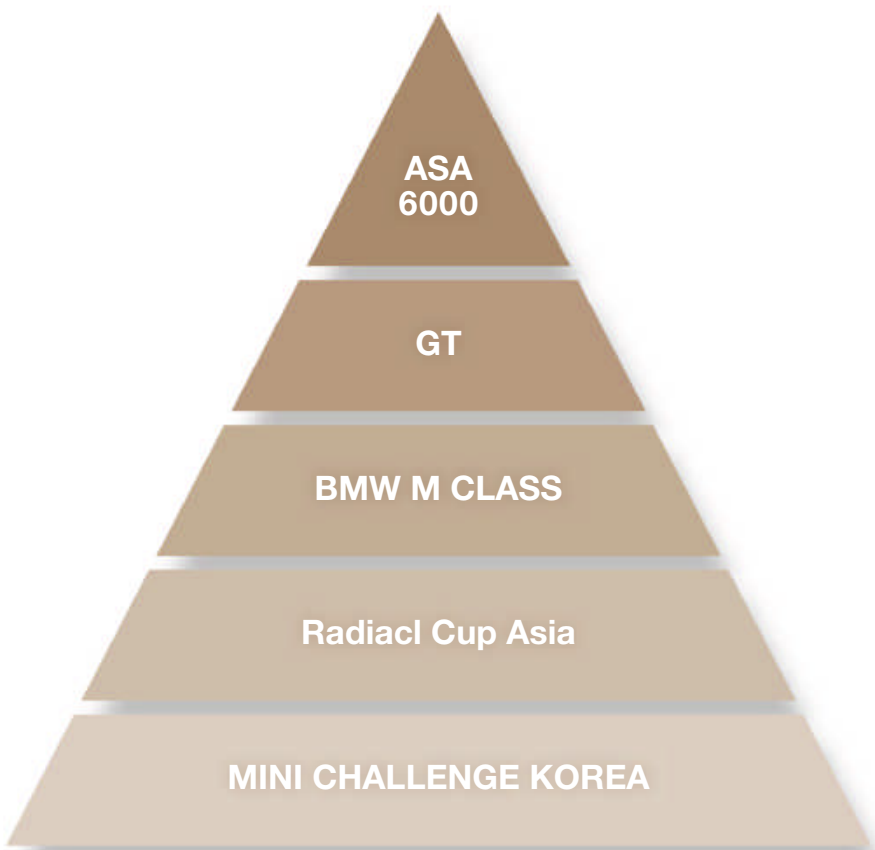 ASA
6000
GT
BMW M CLASS
Radiacl Cup Asia
MINI CHALLENGE KOREA